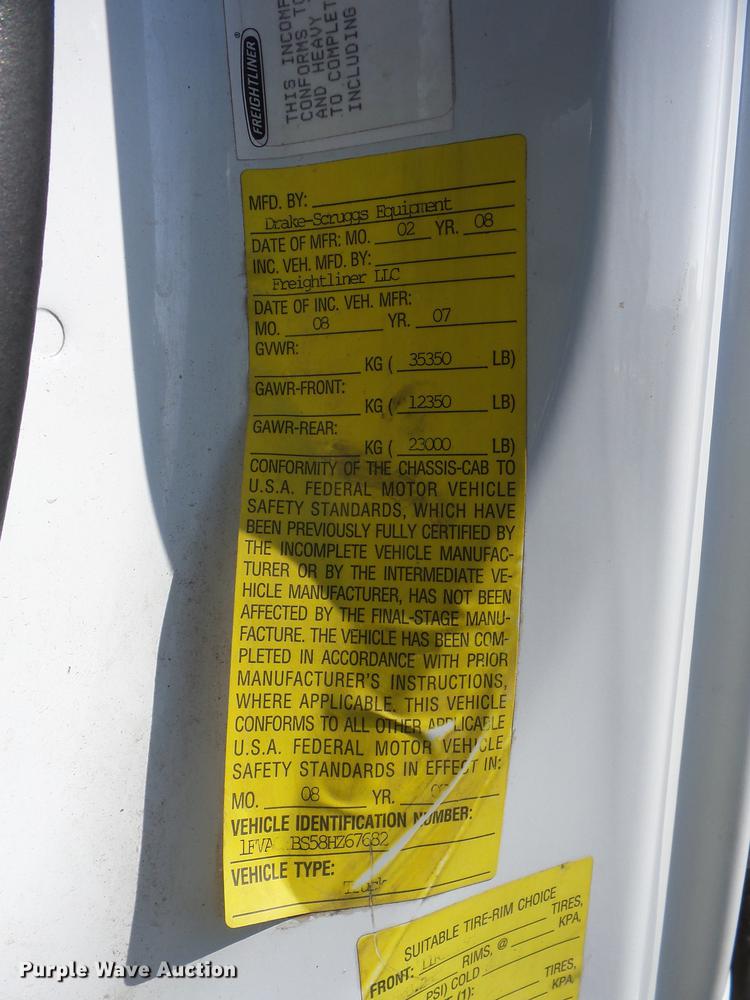 FREIGHTLINER
®
THIS INCOMP
CONFORMS TO
AND HEAVY
TO COMPLET
INCLUDING
MFD. BY:
Drake-Scruggs Equipment
DATE OF MFR: MO. 02 YR. 08
INC. VEH. MFD. BY:
Freightliner LLC
DATE OF INC. VEH. MFR:
MO. 08 YR. 07
GVWR:
KG ( 35350 LB)
GAWR-FRONT:
KG ( 12350 LB)
GAWR-REAR:
KG ( 23000 LB)
CONFORMITY OF THE CHASSIS-CAB TO
U.S.A. FEDERAL MOTOR VEHICLE
SAFETY STANDARDS, WHICH HAVE
BEEN PREVIOUSLY FULLY CERTIFIED BY
THE INCOMPLETE VEHICLE MANUFAC-
TURER OR BY THE INTERMEDIATE VE-
HICLE MANUFACTURER, HAS NOT BEEN
AFFECTED BY THE FINAL-STAGE MANU-
FACTURE. THE VEHICLE HAS BEEN COM-
PLETED IN ACCORDANCE WITH PRIOR
MANUFACTURER'S INSTRUCTIONS,
WHERE APPLICABLE. THIS VEHICLE
CONFORMS TO ALL OTHER APPLICABLE
U.S.A. FEDERAL MOTOR VEHICLE
SAFETY STANDARDS IN EFFECT IN:
MO. 08 YR.
VEHICLE IDENTIFICATION NUMBER:
1FVA BS58HZ67682
VEHICLE TYPE:
Truck
SUITABLE TIRE-RIM CHOICE
FRONT: TIRES,
RIMS, @ KPA,
PSI) COLD
(1): TIRES,
KPA
Purple Wave Auction